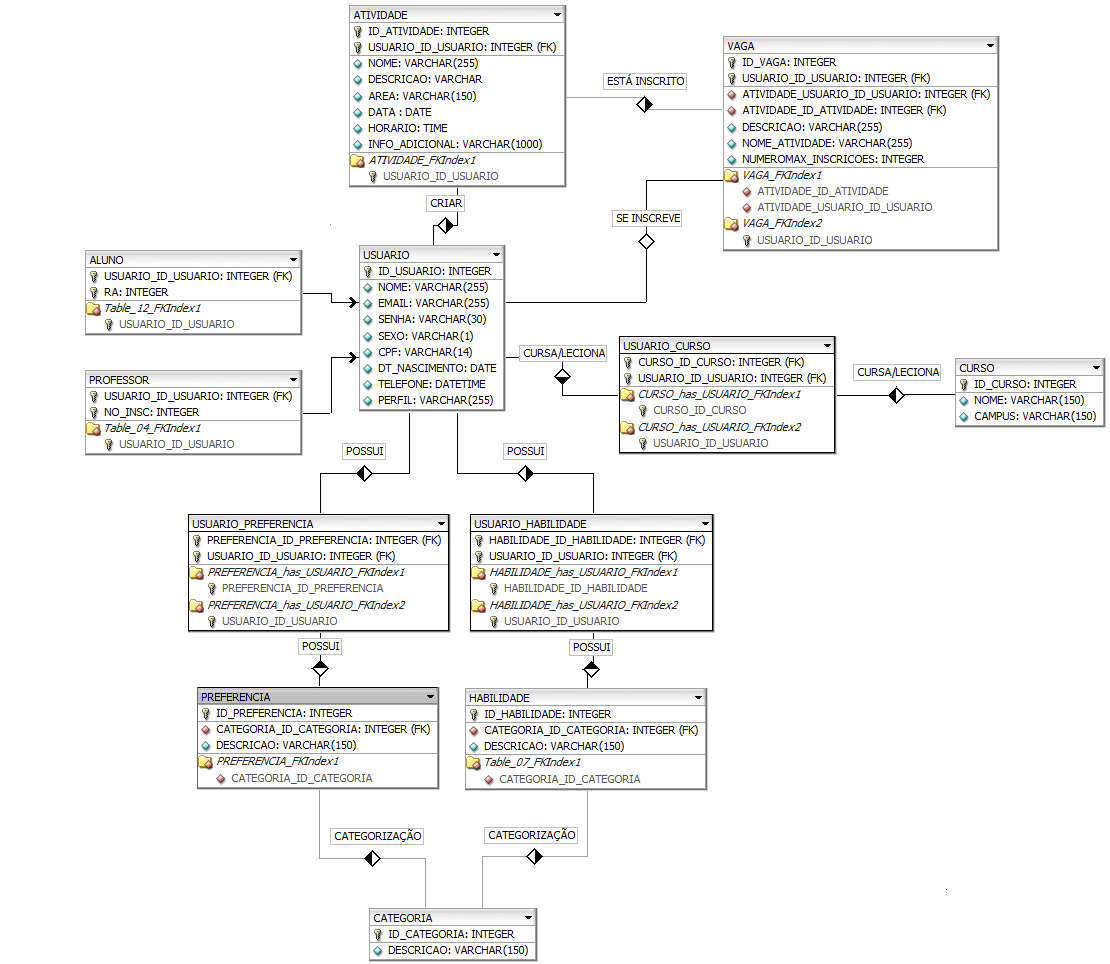 ATIVIDADE
ID_ATIVIDADE: INTEGER
USUARIO_ID_USUARIO: INTEGER (FK)
NOME: VARCHAR(255)
DESCRICAO: VARCHAR
AREA: VARCHAR(150)
DATA : DATE
HORARIO: TIME
INFO_ADICIONAL: VARCHAR(1000)
ATIVIDADE_FKIndex1
USUARIO_ID_USUARIO
ESTÁ INSCRITO
VAGA
ID_VAGA: INTEGER
USUARIO_ID_USUARIO: INTEGER (FK)
ATIVIDADE_USUARIO_ID_USUARIO: INTEGER (FK)
ATIVIDADE_ID_ATIVIDADE: INTEGER (FK)
DESCRICAO: VARCHAR(255)
NOME_ATIVIDADE: VARCHAR(255)
NUMEROMAX_INSCRICOES: INTEGER
VAGA_FKIndex1
ATIVIDADE_ID_ATIVIDADE
ATIVIDADE_USUARIO_ID_USUARIO
VAGA_FKIndex2
USUARIO_ID_USUARIO
CRIAR
SE INSCREVE
ALUNO
USUARIO_ID_USUARIO: INTEGER (FK)
RA: INTEGER
Table_12_FKIndex1
USUARIO_ID_USUARIO
USUARIO
ID_USUARIO: INTEGER
NOME: VARCHAR(255)
EMAIL: VARCHAR(255)
SENHA: VARCHAR(30)
SEXO: VARCHAR(1)
CPF: VARCHAR(14)
DT_NASCIMENTO: DATE
TELEFONE: DATETIME
PERFIL: VARCHAR(255)
PROFESSOR
USUARIO_ID_USUARIO: INTEGER (FK)
NO_INSC: INTEGER
Table_04_FKIndex1
USUARIO_ID_USUARIO
CURSA/LECIONA
USUARIO_CURSO
CURSO_ID_CURSO: INTEGER (FK)
USUARIO_ID_USUARIO: INTEGER (FK)
CURSO_has_USUARIO_FKIndex1
CURSO_ID_CURSO
CURSO_has_USUARIO_FKIndex2
USUARIO_ID_USUARIO
CURSA/LECIONA
CURSO
ID_CURSO: INTEGER
NOME: VARCHAR(150)
CAMPUS: VARCHAR(150)
POSSUI
POSSUI
USUARIO_PREFERENCIA
PREFERENCIA_ID_PREFERENCIA: INTEGER (FK)
USUARIO_ID_USUARIO: INTEGER (FK)
PREFERENCIA_has_USUARIO_FKIndex1
PREFERENCIA_ID_PREFERENCIA
PREFERENCIA_has_USUARIO_FKIndex2
USUARIO_ID_USUARIO
USUARIO_HABILIDADE
HABILIDADE_ID_HABILIDADE: INTEGER (FK)
USUARIO_ID_USUARIO: INTEGER (FK)
HABILIDADE_has_USUARIO_FKIndex1
HABILIDADE_ID_HABILIDADE
HABILIDADE_has_USUARIO_FKIndex2
USUARIO_ID_USUARIO
POSSUI
POSSUI
PREFERENCIA
ID_PREFERENCIA: INTEGER
CATEGORIA_ID_CATEGORIA: INTEGER (FK)
DESCRICAO: VARCHAR(150)
PREFERENCIA_FKIndex1
CATEGORIA_ID_CATEGORIA
HABILIDADE
ID_HABILIDADE: INTEGER
CATEGORIA_ID_CATEGORIA: INTEGER (FK)
DESCRICAO: VARCHAR(150)
Table_07_FKIndex1
CATEGORIA_ID_CATEGORIA
CATEGORIZAÇÃO
CATEGORIZAÇÃO
CATEGORIA
ID_CATEGORIA: INTEGER
DESCRICAO: VARCHAR(150)